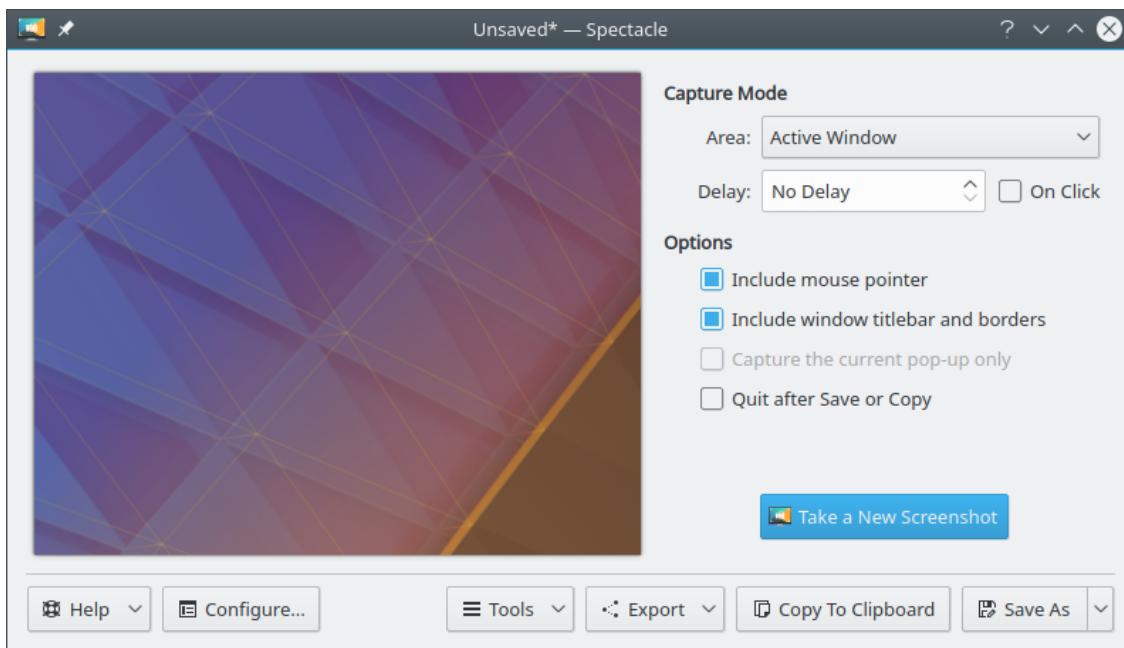 Unsaved* — Spectacle
Capture Mode
Area: Active Window
Delay: No Delay On Click
Options
Include mouse pointer
Include window titlebar and borders
Capture the current pop-up only
Quit after Save or Copy
Take a New Screenshot
Help Configure... Tools Export Copy To Clipboard Save As